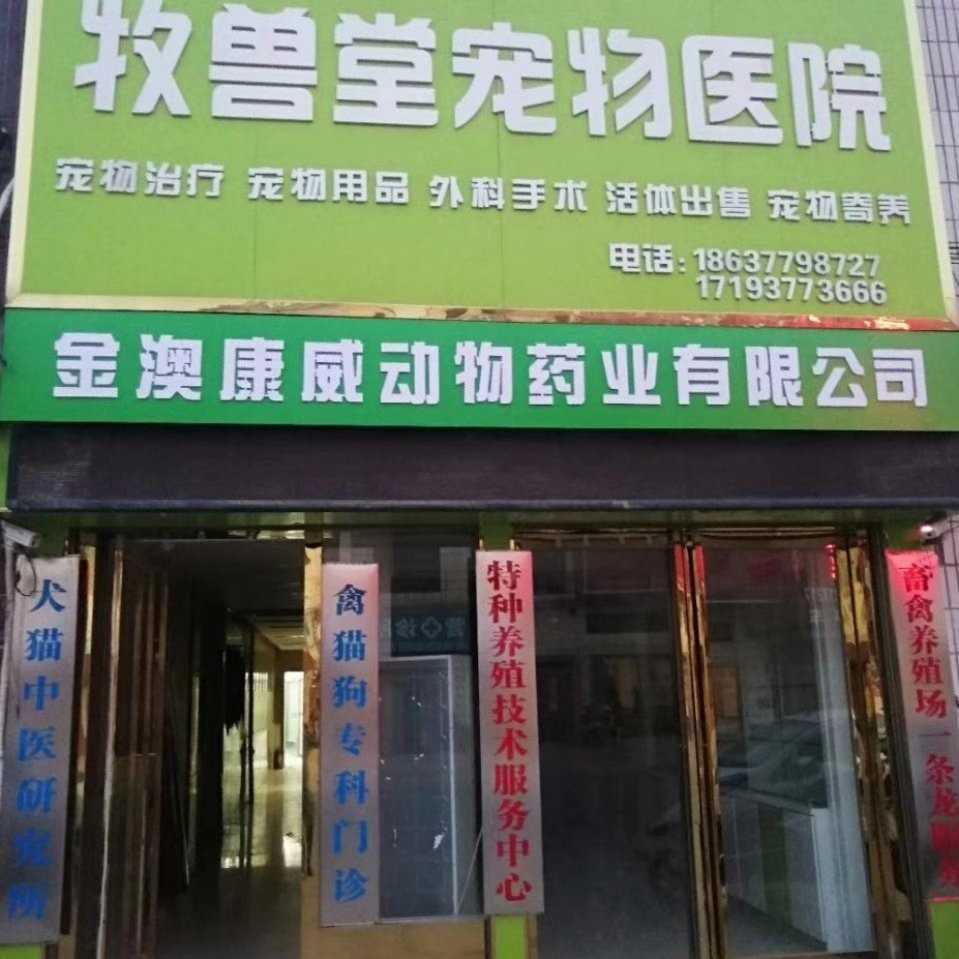 牧兽堂宠物医院
宠物治疗 宠物用品 外科手术 活体出售 宠物寄养
电话:18637798727
17193773666
金澳康威动物药业有限公司
犬猫中医研究所
禽猫狗专科门诊
特种养殖技术服务中心
畜禽养殖场一条龙服务